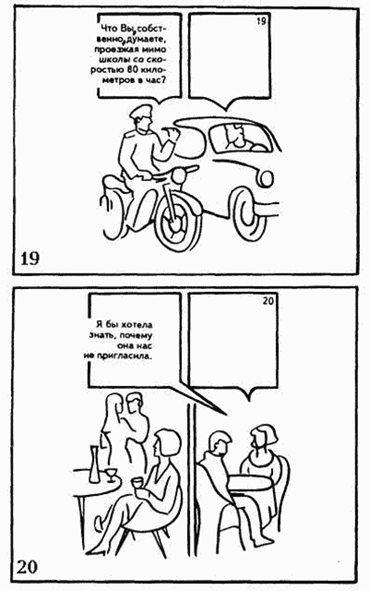 Что Вы, собст-
венно, думаете,
проезжая мимо
школы со ско-
ростью 60 кило-
метров в час?
19
19
Я бы хотела
знать, почему
она нас
не пригласила.
20
20